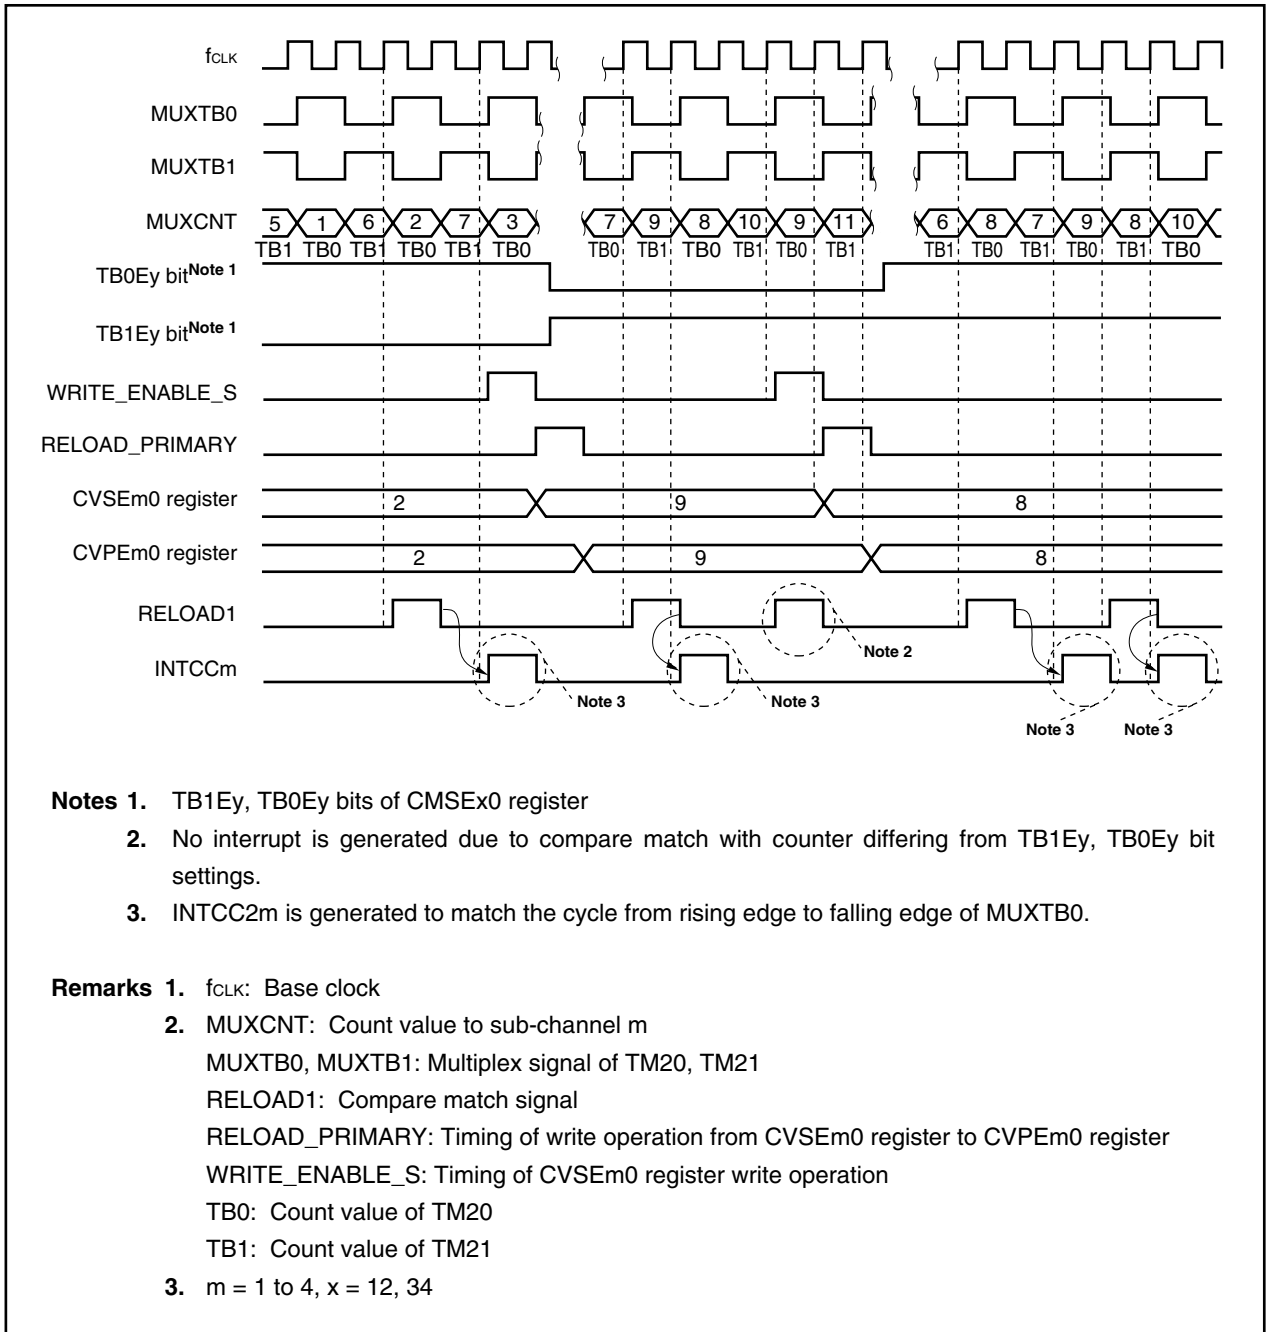 fCLK
MUXTB0
MUXTB1
MUXCNT 5 1 6 2 7 3 7 9 8 10 9 11 6 8 7 9 8 10
TB1 TB0 TB1 TB0 TB1 TB0 TB0 TB1 TB0 TB1 TB0 TB1 TB1 TB0 TB1 TB0 TB1 TB0
TB0Ey bitNote 1
TB1Ey bitNote 1
WRITE_ENABLE_S
RELOAD_PRIMARY
CVSEm0 register 2 9 8
CVPEm0 register 2 9 8
RELOAD1
Note 2
INTCCm
Note 3 Note 3
Note 3 Note 3
Notes 1. TB1Ey, TB0Ey bits of CMSEx0 register
2. No interrupt is generated due to compare match with counter differing from TB1Ey, TB0Ey bit
settings.
3. INTCC2m is generated to match the cycle from rising edge to falling edge of MUXTB0.
Remarks 1. fCLK: Base clock
2. MUXCNT: Count value to sub-channel m
MUXTB0, MUXTB1: Multiplex signal of TM20, TM21
RELOAD1: Compare match signal
RELOAD_PRIMARY: Timing of write operation from CVSEm0 register to CVPEm0 register
WRITE_ENABLE_S: Timing of CVSEm0 register write operation
TB0: Count value of TM20
TB1: Count value of TM21
3. m = 1 to 4, x = 12, 34